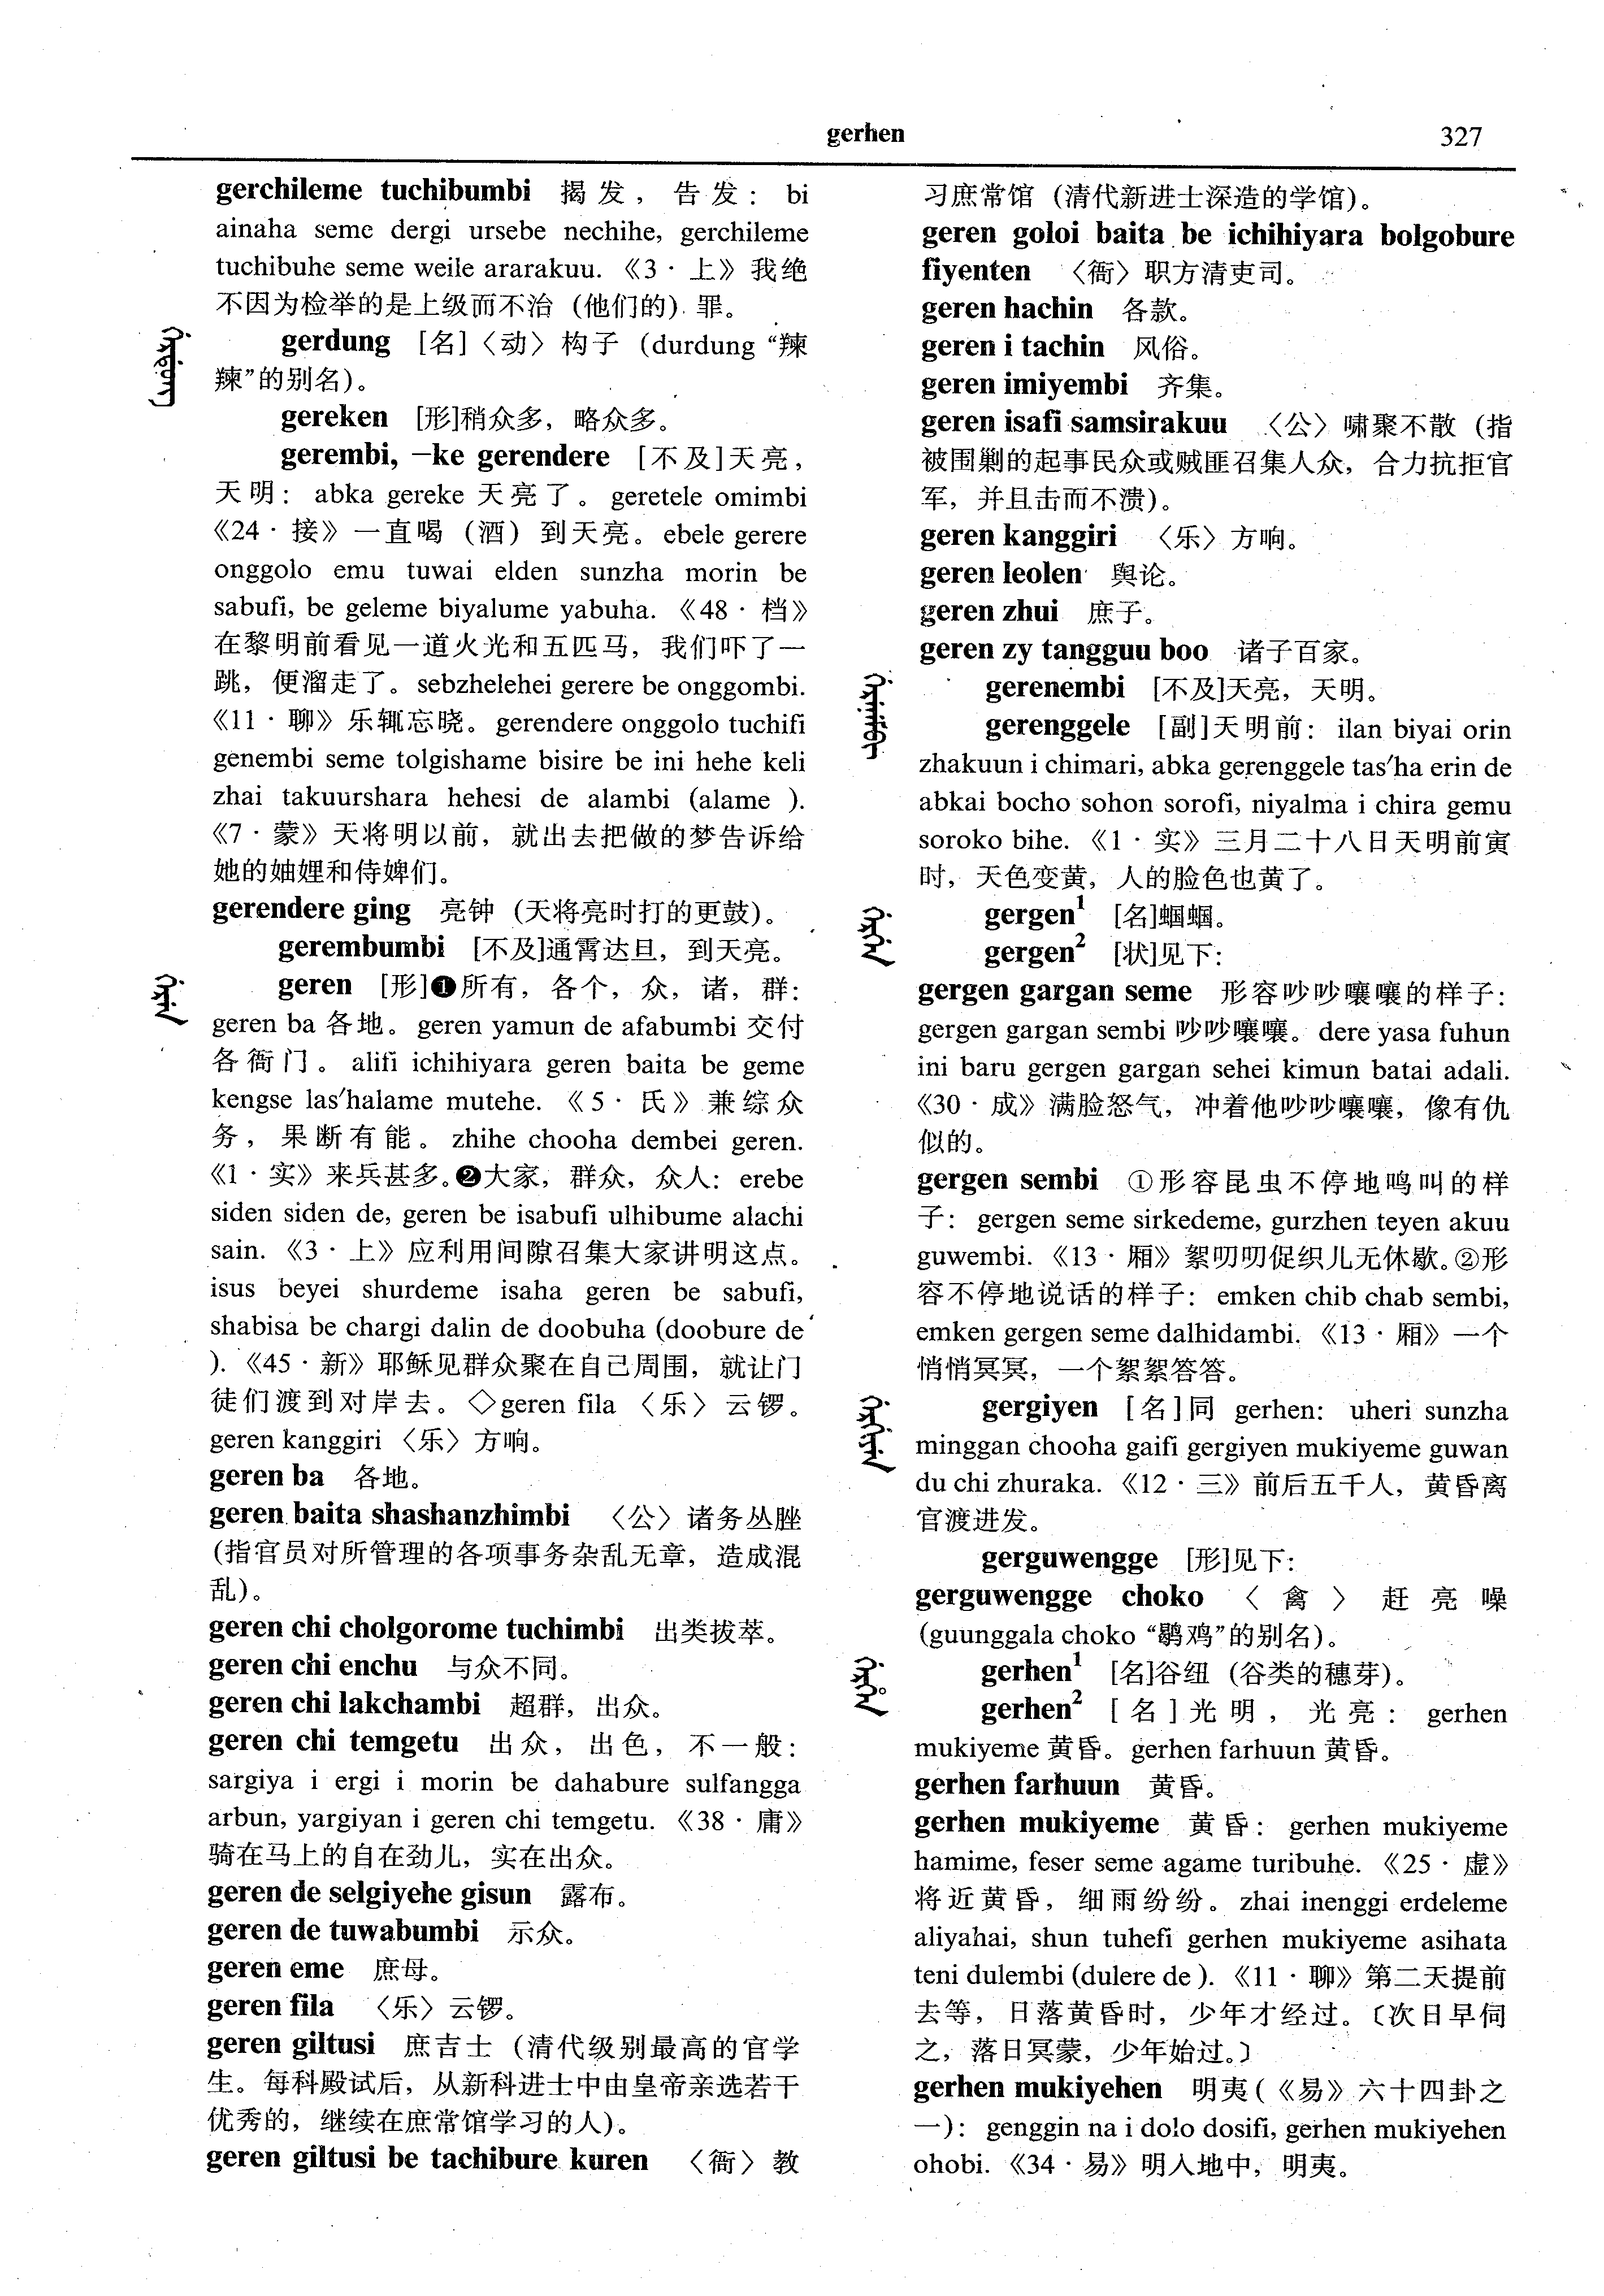 gerhen
327
gerchileme tuchibumbi 揭发，告发：bi
ainaha seme dergi ursebe nechihe, gerchileme
tuchibuhe seme weile ararakuu.《3·上》我绝
不因为检举的是上级而不治（他们的）罪。
gerdung [名]〈动〉构子（durdung “羚
羚”的别名）。
gereken [形]稍众多，略众多。
gerembi, –ke gerendere [不及]天亮，
天明：abka gereke 天亮了。geretele omimbi
《24·接》一直喝（酒）到天亮。ebele gerere
onggolo emu tuwai elden sunzha morin be
sabufi, be geleme biyalume yabuha.《48·档》
在黎明前看见一道火光和五匹马，我们吓了一
跳，便溜走了。sebzhelehei gerere be onggombi.
《11·聊》乐辄忘晓。gerendere onggolo tuchifi
genembi seme tolgishame bisire be ini hehe keli
zhai takuurshara hehesi de alambi (alame ).
《7·蒙》天将明以前，就出去把做的梦告诉给
她的妯娌和侍婢们。
gerendere ging 亮钟（天将亮时打的更鼓）。
gerembumbi [不及]通霄达旦，到天亮。
geren [形]❶所有，各个，众，诸，群：
geren ba 各地。geren yamun de afabumbi 交付
各衙门。alifi ichihiyara geren baita be geme
kengse las′halame mutehe.《5·氏》兼综众
务，果断有能。zhihe chooha dembei geren.
《1·实》来兵甚多。❷大家，群众，众人：erebe
siden siden de, geren be isabufi ulhibume alachi
sain.《3·上》应利用间隙召集大家讲明这点。
isus beyei shurdeme isaha geren be sabufi,
shabisa be chargi dalin de doobuha (doobure de
).《45·新》耶稣见群众聚在自己周围，就让门
徒们渡到对岸去。◇geren fila〈乐〉云锣。
geren kanggiri〈乐〉方响。
geren ba 各地。
geren baita shashanzhimbi 〈公〉诸务丛脞
（指官员对所管理的各项事务杂乱无章，造成混
乱）。
geren chi cholgorome tuchimbi 出类拔萃。
geren chi enchu 与众不同。
geren chi lakchambi 超群，出众。
geren chi temgetu 出众，出色，不一般：
sargiya i ergi i morin be dahabure sulfangga
arbun, yargiyan i geren chi temgetu.《38·庸》
骑在马上的自在劲儿，实在出众。
geren de selgiyehe gisun 露布。
geren de tuwabumbi 示众。
geren eme 庶母。
geren fila 〈乐〉云锣。
geren giltusi 庶吉士（清代级别最高的官学
生。每科殿试后，从新科进士中由皇帝亲选若干
优秀的，继续在庶常馆学习的人）。
geren giltusi be tachibure kuren 〈衙〉教
习庶常馆（清代新进士深造的学馆）。
geren goloi baita be ichihiyara bolgobure
fiyenten 〈衙〉职方清吏司。
geren hachin 各款。
geren i tachin 风俗。
geren imiyembi 齐集。
geren isafi samsirakuu 〈公〉啸聚不散（指
被围剿的起事民众或贼匪召集人众，合力抗拒官
军，并且击而不溃）。
geren kanggiri 〈乐〉方响。
geren leolen 舆论。
geren zhui 庶子。
geren zy tangguu boo 诸子百家。
gerenembi [不及]天亮，天明。
gerenggele [副]天明前：ilan biyai orin
zhakuun i chimari, abka gerenggele tas′ha erin de
abkai bocho sohon sorofi, niyalma i chira gemu
soroko bihe.《1·实》三月二十八日天明前寅
时，天色变黄，人的脸色也黄了。
gergen¹ [名]蝈蝈。
gergen² [状]见下：
gergen gargan seme 形容吵吵嚷嚷的样子：
gergen gargan sembi 吵吵嚷嚷。dere yasa fuhun
ini baru gergen gargan sehei kimun batai adali.
《30·成》满脸怒气，冲着他吵吵嚷嚷，像有仇
似的。
gergen sembi ①形容昆虫不停地鸣叫的样
子：gergen seme sirkedeme, gurzhen teyen akuu
guwembi.《13·厢》絮叨叨促织儿无休歇。②形
容不停地说话的样子：emken chib chab sembi,
emken gergen seme dalhidambi.《13·厢》一个
悄悄冥冥，一个絮絮答答。
gergiyen [名]同 gerhen：uheri sunzha
minggan chooha gaifi gergiyen mukiyeme guwan
du chi zhuraka.《12·三》前后五千人，黄昏离
官渡进发。
gerguwengge [形]见下：
gerguwengge choko 〈禽〉赶亮噪
（guunggala choko “鹖鸡”的别名）。
gerhen¹ [名]谷纽（谷类的穗芽）。
gerhen² [名]光明，光亮：gerhen
mukiyeme 黄昏。gerhen farhuun 黄昏。
gerhen farhuun 黄昏。
gerhen mukiyeme 黄昏：gerhen mukiyeme
hamime, feser seme agame turibuhe.《25·虚》
将近黄昏，细雨纷纷。zhai inenggi erdeleme
aliyahai, shun tuhefi gerhen mukiyeme asihata
teni dulembi (dulere de ).《11·聊》第二天提前
去等，日落黄昏时，少年才经过。〔次日早伺
之，落日冥蒙，少年始过。〕
gerhen mukiyehen 明夷(《易》六十四卦之
一)：genggin na i dolo dosifi, gerhen mukiyehen
ohobi.《34·易》明入地中，明夷。